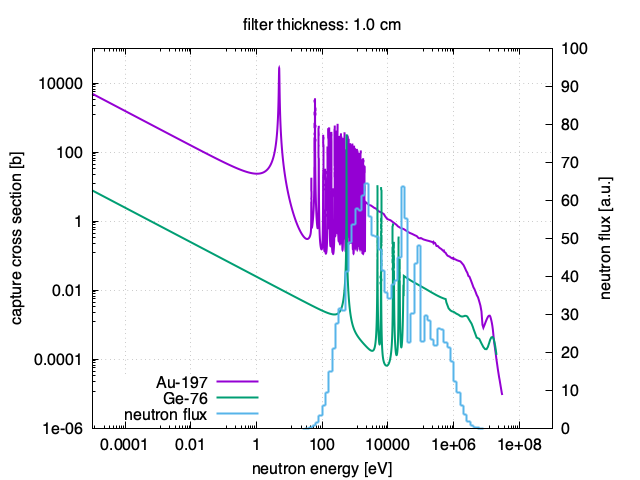 filter thickness: 1.0 cm
capture cross section [b]
10000
100
1
0.01
0.0001
1e-06
100
90
80
70
60
50
40
30
20
10
0
neutron flux [a.u.]
Au-197
Ge-76
neutron flux
0.0001 0.01 1 100 10000 1e+06 1e+08
neutron energy [eV]